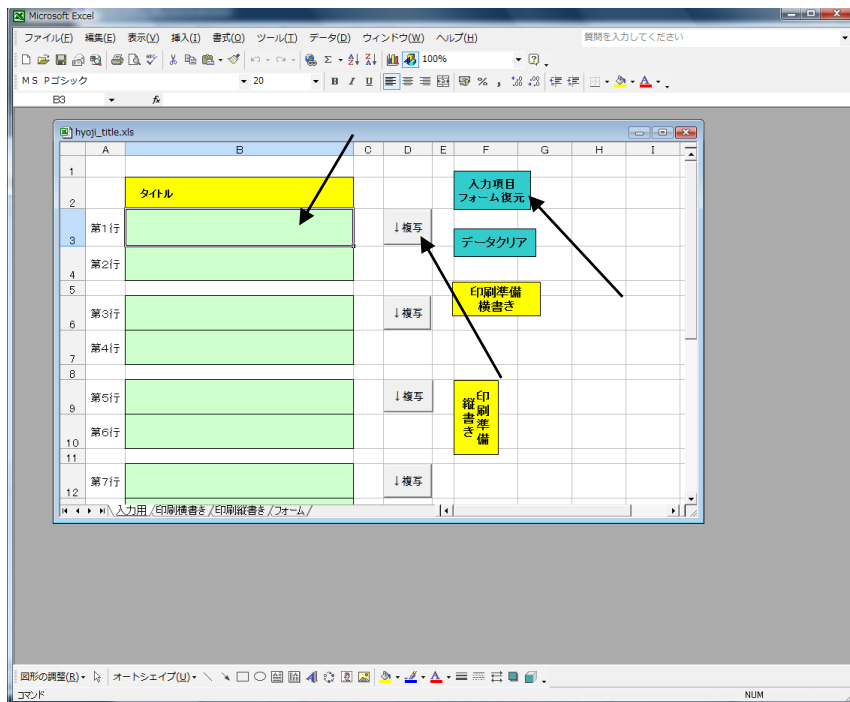 Microsoft Excel
ファイル(F) 編集(E) 表示(V) 挿入(I) 書式(O) ツール(T) データ(D) ウィンドウ(W) ヘルプ(H) 質問を入力してください
100%
MS Pゴシック 20 B I U % ,
B3 fx
hyoji_title.xls
A B C D E F G H I
1
2 タイトル 入力項目
フォーム復元
3 第1行 ↓複写 データクリア
4 第2行
5 印刷準備
横書き
6 第3行 ↓複写
7 第4行
8
9 第5行 ↓複写 印刷準備
縦書き
10 第6行
11
12 第7行 ↓複写
入力用 印刷横書き 印刷縦書き フォーム
図形の調整(R) オートシェイプ(U)
コマンド NUM